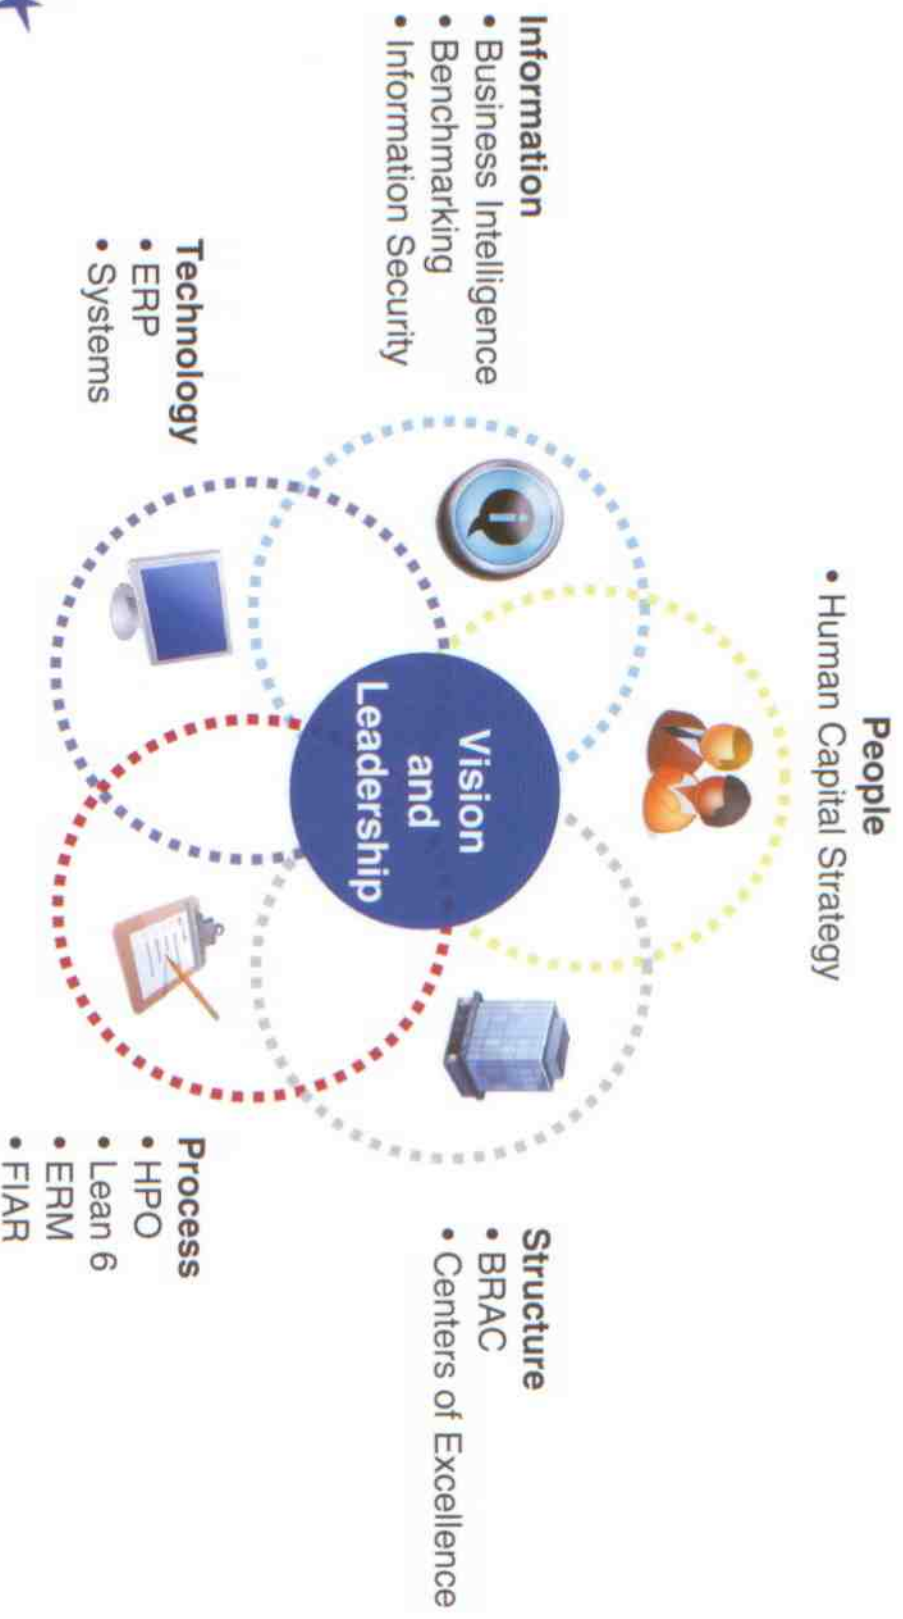 People
• Human Capital Strategy
Information
• Business Intelligence
• Benchmarking
• Information Security
Structure
• BRAC
• Centers of Excellence
Vision
and
Leadership
Technology
• ERP
• Systems
Process
• HPO
• Lean 6
• ERM
• FIAR